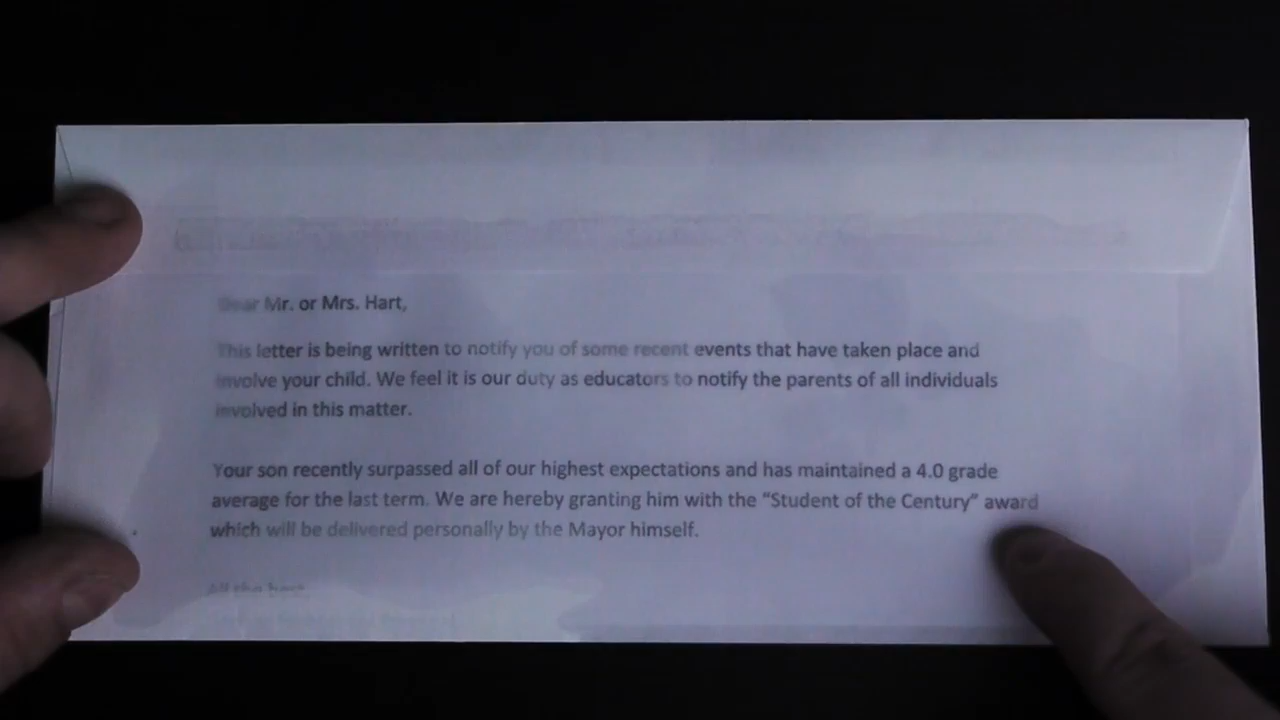 Dear Mr. or Mrs. Hart,
This letter is being written to notify you of some recent events that have taken place and
involve your child. We feel it is our duty as educators to notify the parents of all individuals
involved in this matter.
Your son recently surpassed all of our highest expectations and has maintained a 4.0 grade
average for the last term. We are hereby granting him with the “Student of the Century” award
which will be delivered personally by the Mayor himself.
All the best,